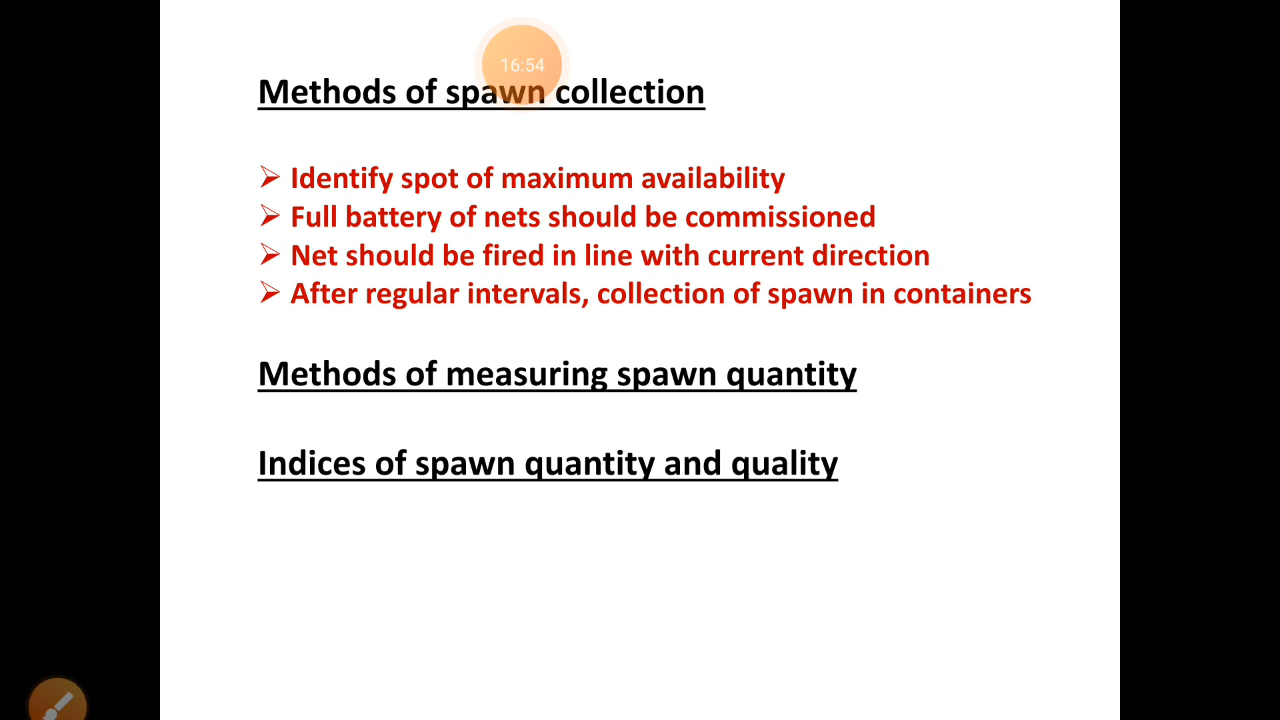 16:54
Methods of spawn collection
Identify spot of maximum availability
Full battery of nets should be commissioned
Net should be fired in line with current direction
After regular intervals, collection of spawn in containers
Methods of measuring spawn quantity
Indices of spawn quantity and quality